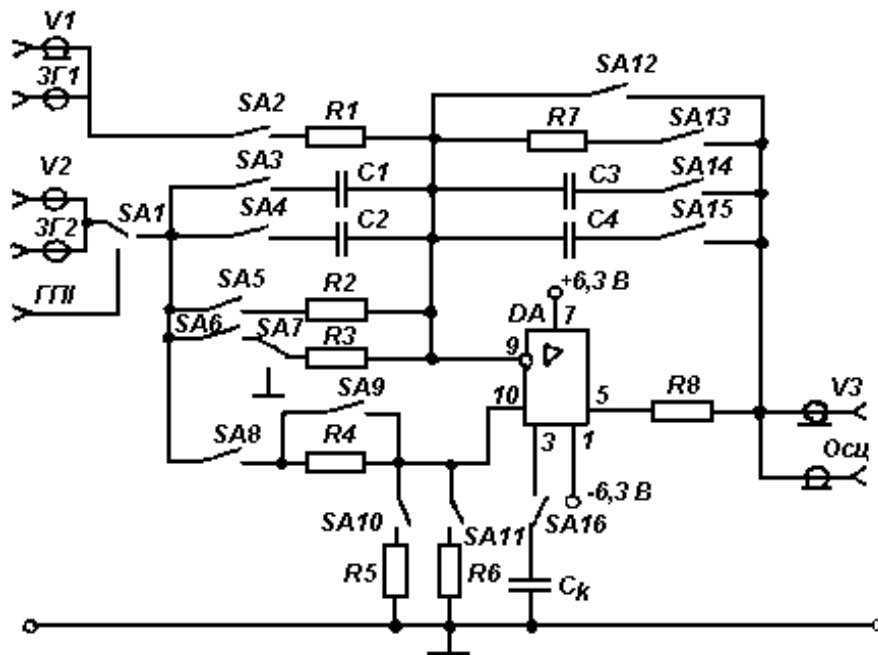 V1
ЗГ1
SA2
R1
SA12
R7
SA13
V2
SA3
C1
C3
SA14
ЗГ2
SA1
SA4
C2
C4
SA15
ГПИ
SA5
R2
+6,3 В
SA6
SA7
R3
DA
7
9
10
5
R8
V3
SA9
SA8
R4
3
1
Осц
-6,3 В
SA10
SA11
SA16
R5
R6
Ck